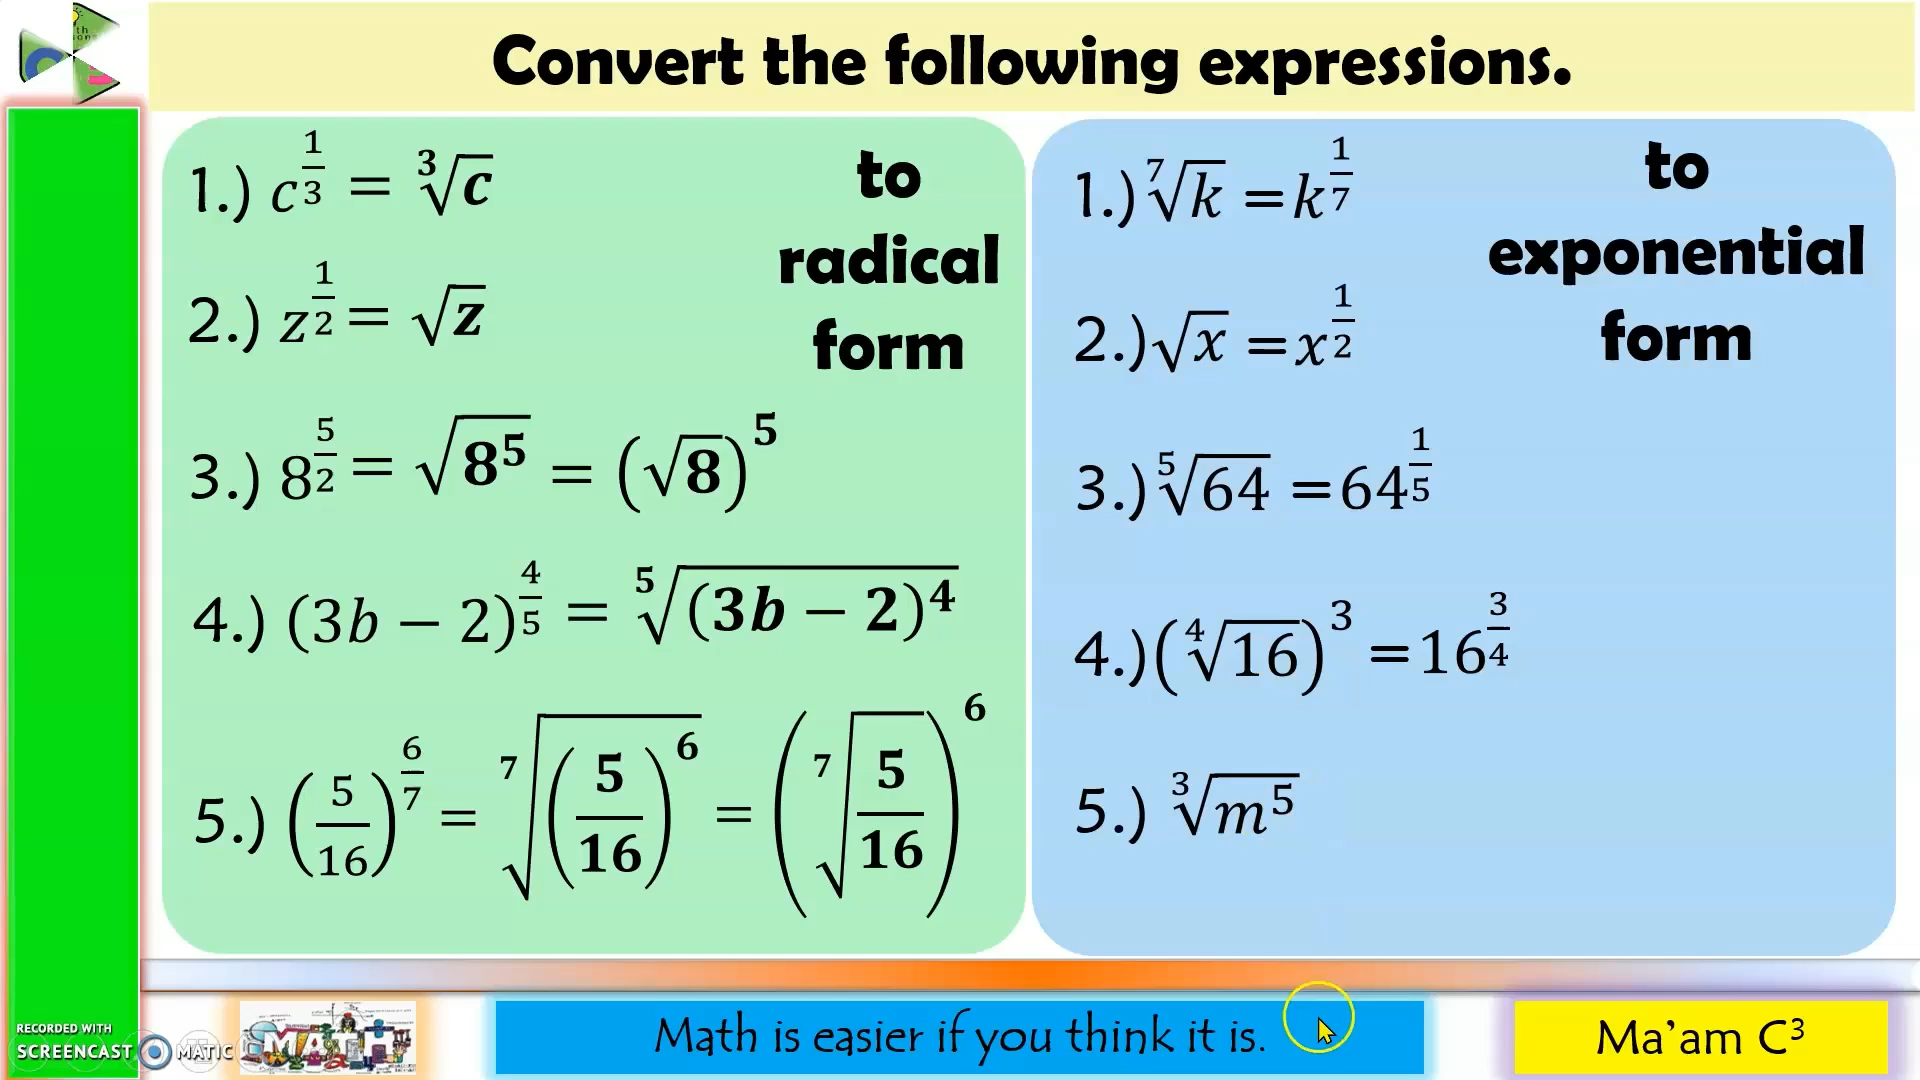 Convert the following expressions.
to
radical
form
1.) c^{1/3} = ∛c
2.) z^{1/2} = √z
3.) 8^{5/2} = √(8⁵) = (√8)⁵
4.) (3b − 2)^{4/5} = ⁵√((3b − 2)⁴)
5.) (5/16)^{6/7} = ⁷√((5/16)⁶) = (⁷√(5/16))⁶
to
exponential
form
1.) ⁷√k = k^{1/7}
2.) √x = x^{1/2}
3.) ⁵√64 = 64^{1/5}
4.) (⁴√16)³ = 16^{3/4}
5.) ³√(m⁵)
RECORDED WITH
SCREENCAST MATIC
MATH
Math is easier if you think it is.
Ma'am C³